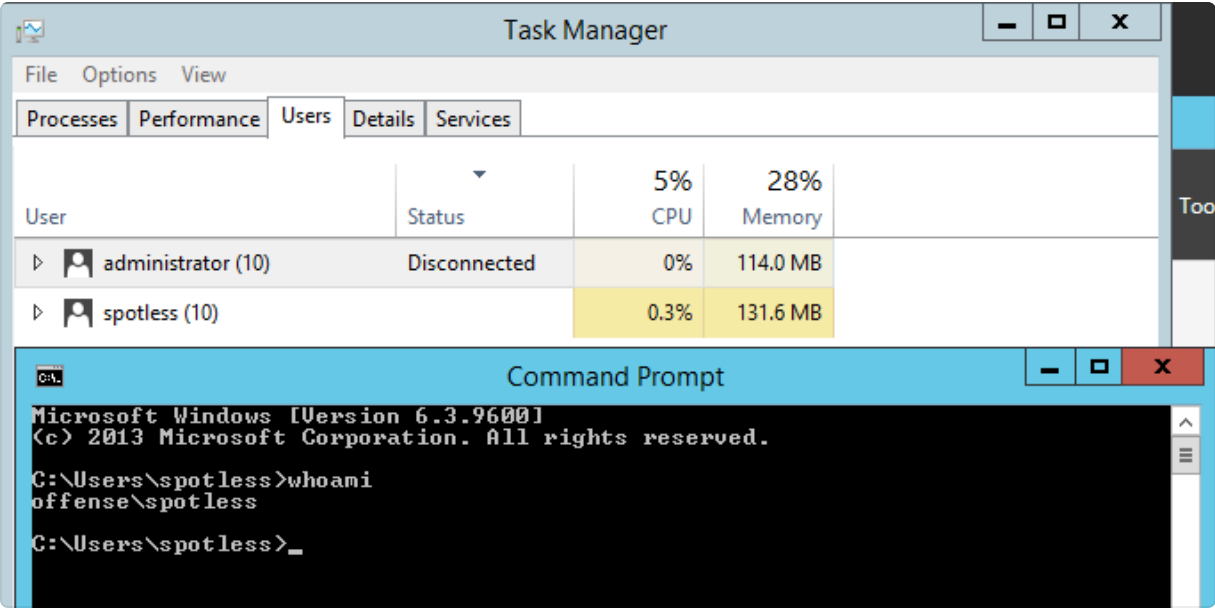 Task Manager
File Options View
Processes Performance Users Details Services
5% 28%
User Status CPU Memory
Too
administrator (10) Disconnected 0% 114.0 MB
spotless (10) 0.3% 131.6 MB
C:\.
Command Prompt
Microsoft Windows [Version 6.3.9600]
(c) 2013 Microsoft Corporation. All rights reserved.
C:\Users\spotless>whoami
offense\spotless
C:\Users\spotless>_